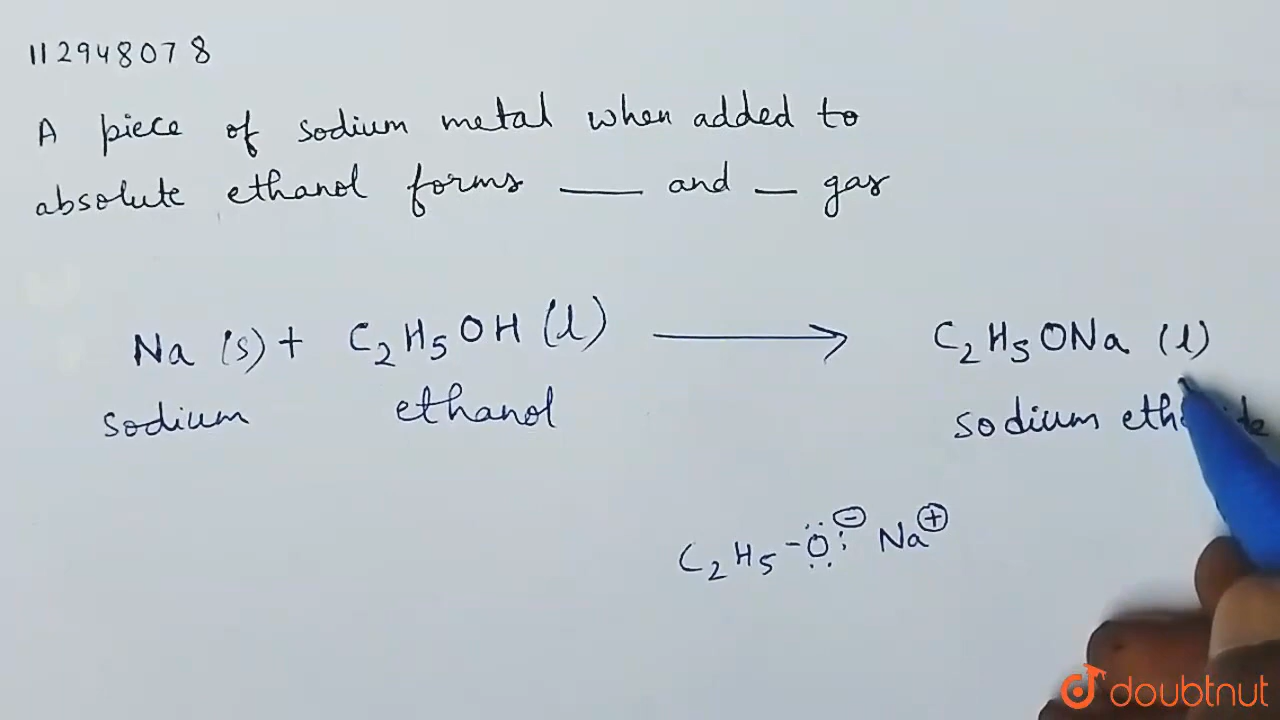 112948078
A piece of sodium metal when added to
absolute ethanol forms ___ and _ gas
Na (s) + C₂H₅OH (l) ⟶ C₂H₅ONa (l)
sodium ethanol sodium
C₂H₅-O:⊖ Na⊕
doubtnut